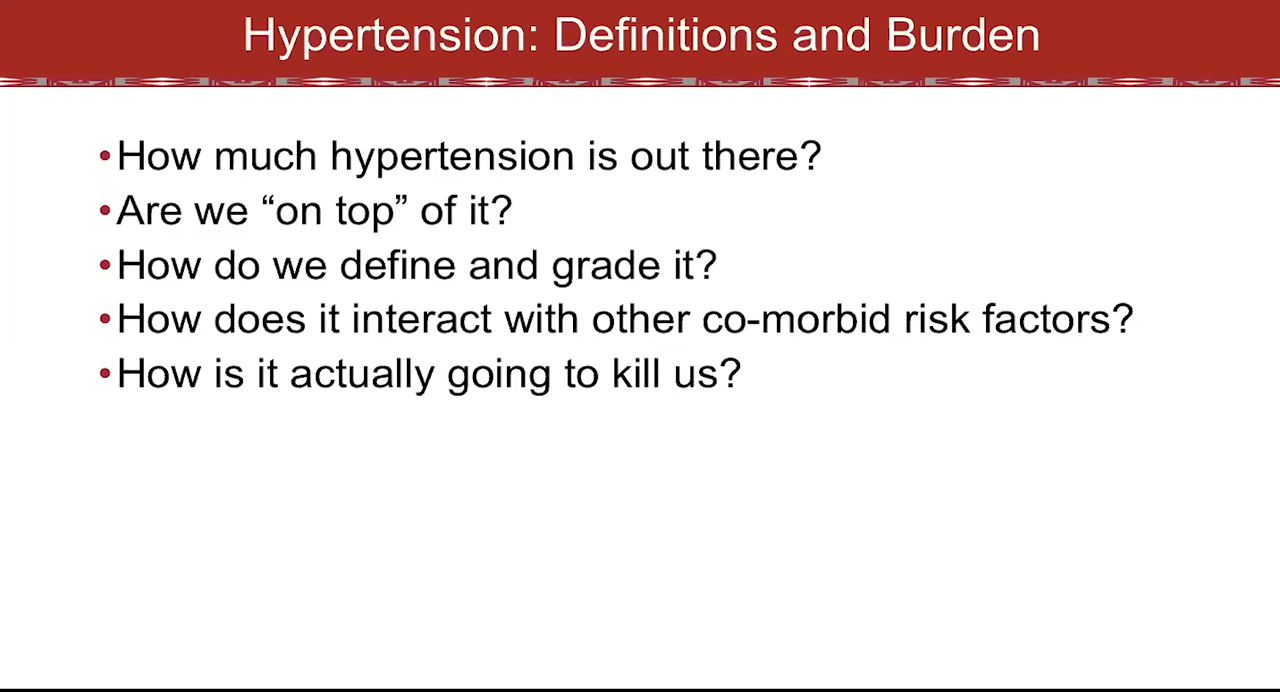 Hypertension: Definitions and Burden
•How much hypertension is out there?
•Are we “on top” of it?
•How do we define and grade it?
•How does it interact with other co-morbid risk factors?
•How is it actually going to kill us?